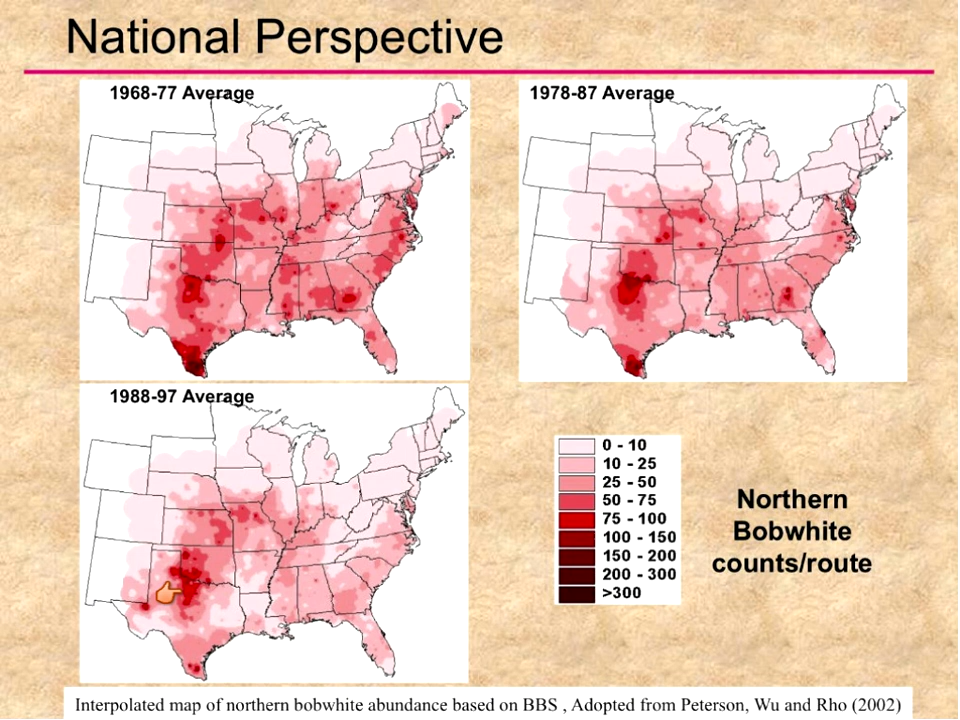 National Perspective
1968-77 Average
1978-87 Average
1988-97 Average
0 - 10
10 - 25
25 - 50
50 - 75
75 - 100
100 - 150
150 - 200
200 - 300
>300
Northern
Bobwhite
counts/route
Interpolated map of northern bobwhite abundance based on BBS , Adopted from Peterson, Wu and Rho (2002)